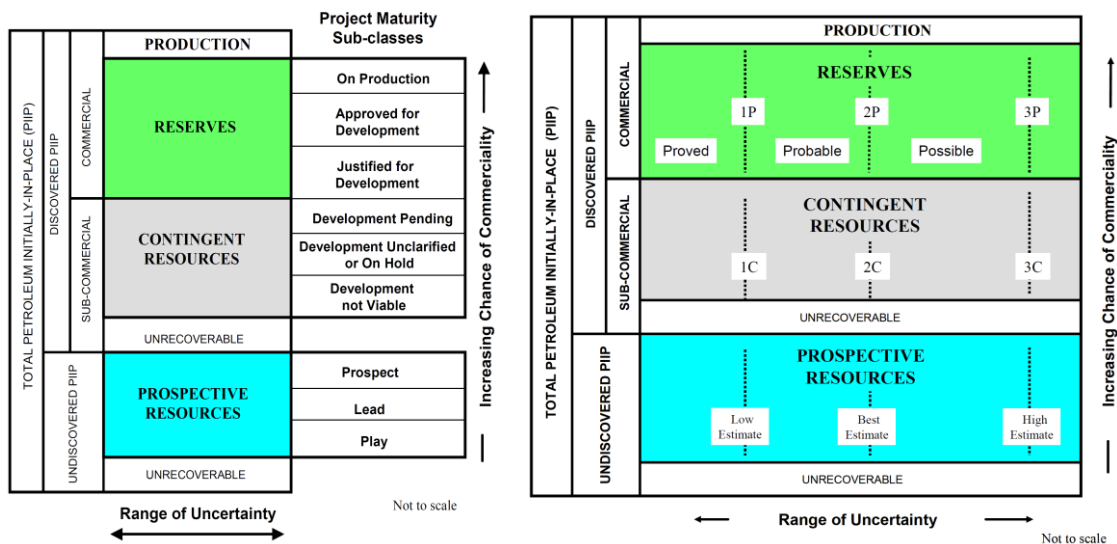 Project Maturity
Sub-classes
PRODUCTION
RESERVES
CONTINGENT
RESOURCES
UNRECOVERABLE
PROSPECTIVE
RESOURCES
UNRECOVERABLE
On Production
Approved for
Development
Justified for
Development
Development Pending
Development Unclarified
or On Hold
Development
not Viable
Prospect
Lead
Play
TOTAL PETROLEUM INITIALLY-IN-PLACE (PIIP)
DISCOVERED PIIP
UNDISCOVERED PIIP
COMMERCIAL
SUB-COMMERCIAL
Increasing Chance of Commerciality
Not to scale
Range of Uncertainty
PRODUCTION
RESERVES
1P
2P
3P
Proved
Probable
Possible
CONTINGENT
RESOURCES
1C
2C
3C
UNRECOVERABLE
PROSPECTIVE
RESOURCES
Low
Estimate
Best
Estimate
High
Estimate
UNRECOVERABLE
TOTAL PETROLEUM INITIALLY-IN-PLACE (PIIP)
DISCOVERED PIIP
UNDISCOVERED PIIP
COMMERCIAL
SUB-COMMERCIAL
Increasing Chance of Commerciality
Range of Uncertainty
Not to scale